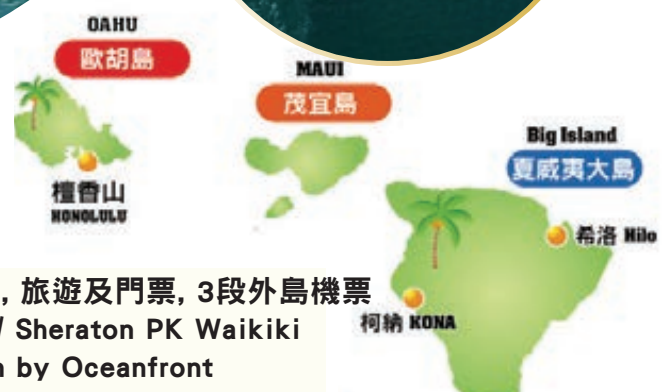 OAHU
歐胡島
檀香山
HONOLULU
MAUI
茂宜島
Big Island
夏威夷大島
希洛 Hilo
柯納 KONA
, 旅遊及門票, 3段外島機票
/ Sheraton PK Waikiki
by Oceanfront